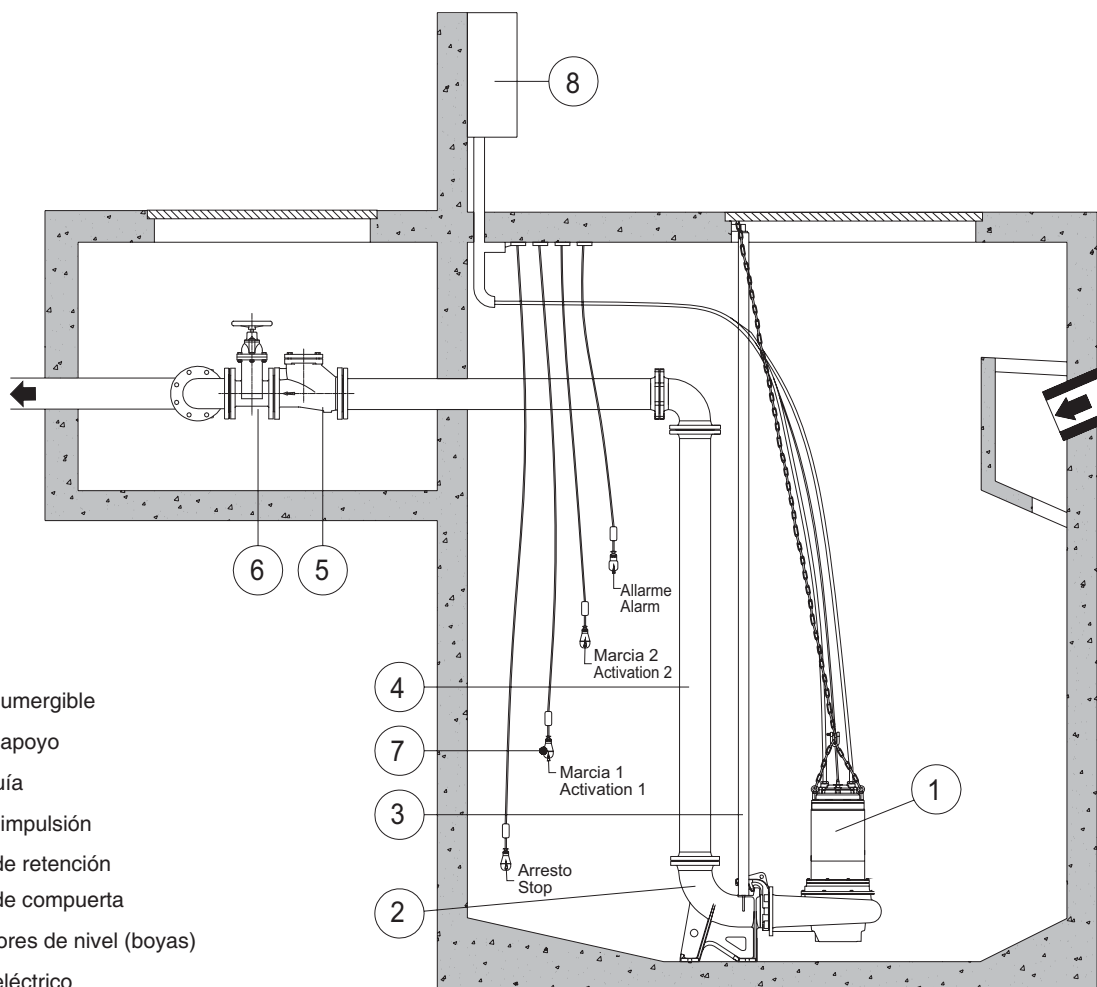 8
6
5
Allarme
Alarm
Marcia 2
Activation 2
4
7
Marcia 1
Activation 1
3
1
Arresto
Stop
2
umergible
apoyo
uía
impulsión
de retención
de compuerta
ores de nivel (boyas)
eléctrico